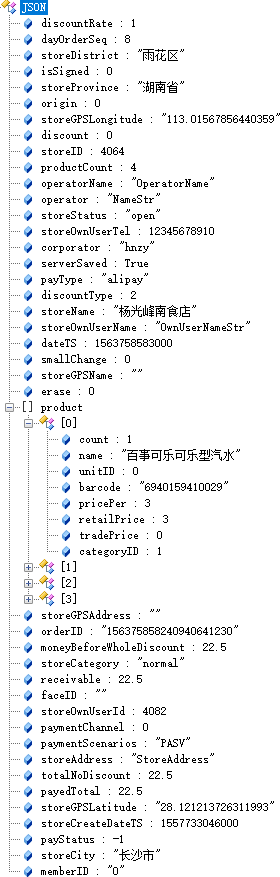 JSON
discountRate : 1
dayOrderSeq : 8
storeDistrict : "雨花区"
isSigned : 0
storeProvince : "湖南省"
origin : 0
storeGPSLongitude : "113.01567856440359"
discount : 0
storeID : 4064
productCount : 4
operatorName : "OperatorName"
operator : "NameStr"
storeStatus : "open"
storeOwnUserTel : 12345678910
corporator : "hnzy"
serverSaved : True
payType : "alipay"
discountType : 2
storeName : "杨光峰南食店"
storeOwnUserName : "OwnUserNameStr"
dateTS : 1563758583000
smallChange : 0
storeGPSName : ""
erase : 0
[] product
[0]
count : 1
name : "百事可乐可乐型汽水"
unitID : 0
barcode : "6940159410029"
pricePer : 3
retailPrice : 3
tradePrice : 0
categoryID : 1
[1]
[2]
[3]
storeGPSAddress : ""
orderID : "156375858240940641230"
moneyBeforeWholeDiscount : 22.5
storeCategory : "normal"
receivable : 22.5
faceID : ""
storeOwnUserId : 4082
paymentChannel : 0
paymentScenarios : "PASV"
storeAddress : "StoreAddress"
totalNoDiscount : 22.5
payedTotal : 22.5
storeGPSLatitude : "28.121213726311993"
storeCreateDateTS : 1557733046000
payStatus : -1
storeCity : "长沙市"
memberID : "0"